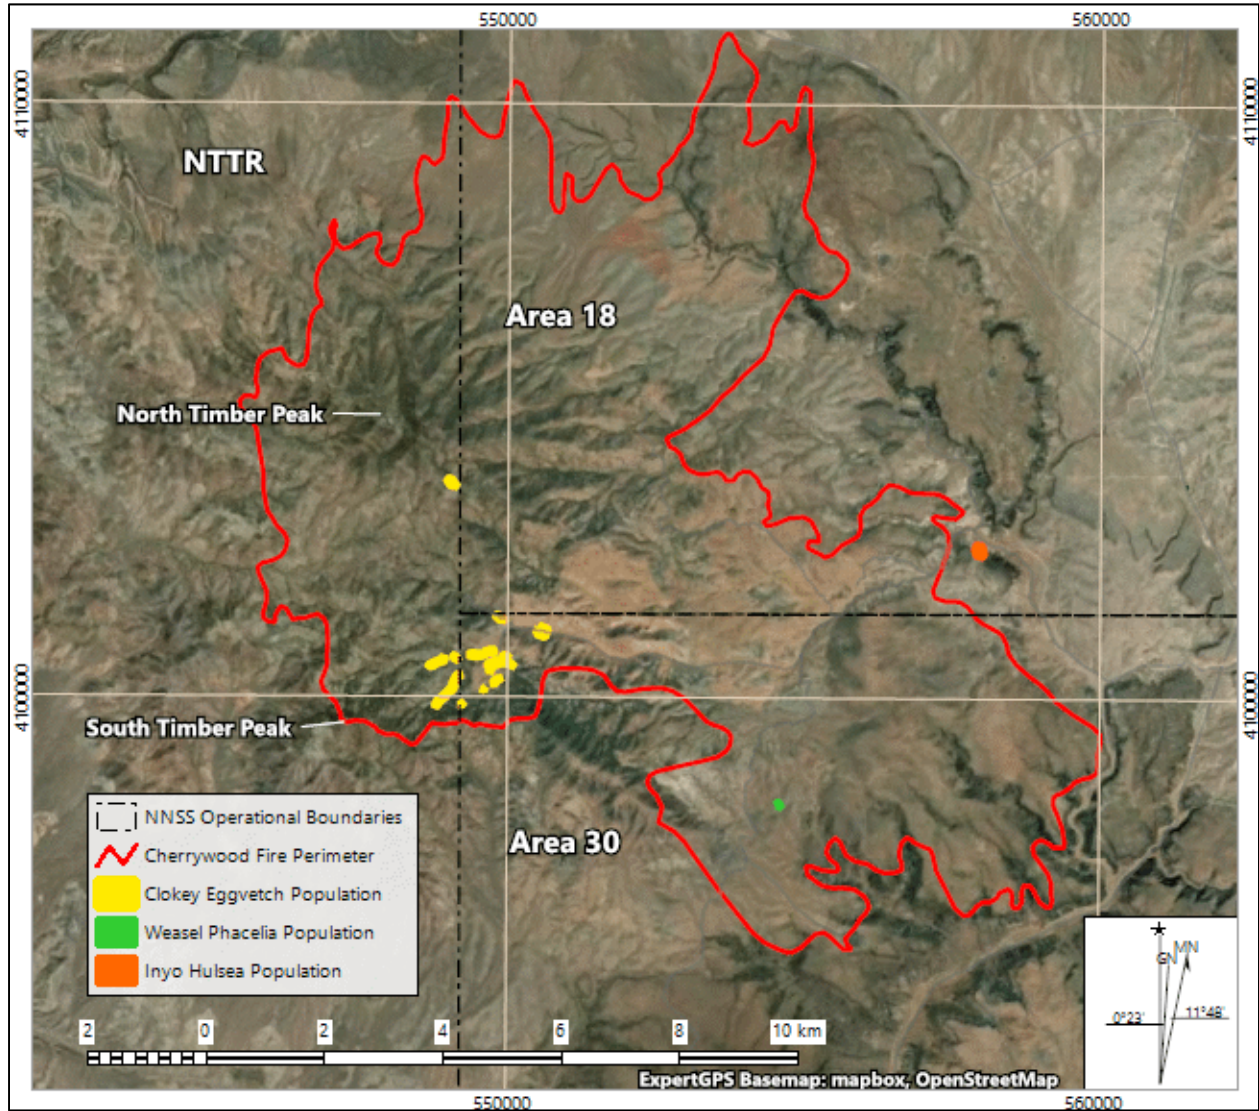 550000
560000
4110000
4110000
NTTR
Area 18
North Timber Peak
4100000
4100000
South Timber Peak
Area 30
NNSS Operational Boundaries
Cherrywood Fire Perimeter
Clokey Eggvetch Population
Weasel Phacelia Population
Inyo Hulsea Population
GN
MN
0°23'
11°48'
2 0 2 4 6 8 10 km
ExpertGPS Basemap: mapbox, OpenStreetMap
550000
560000